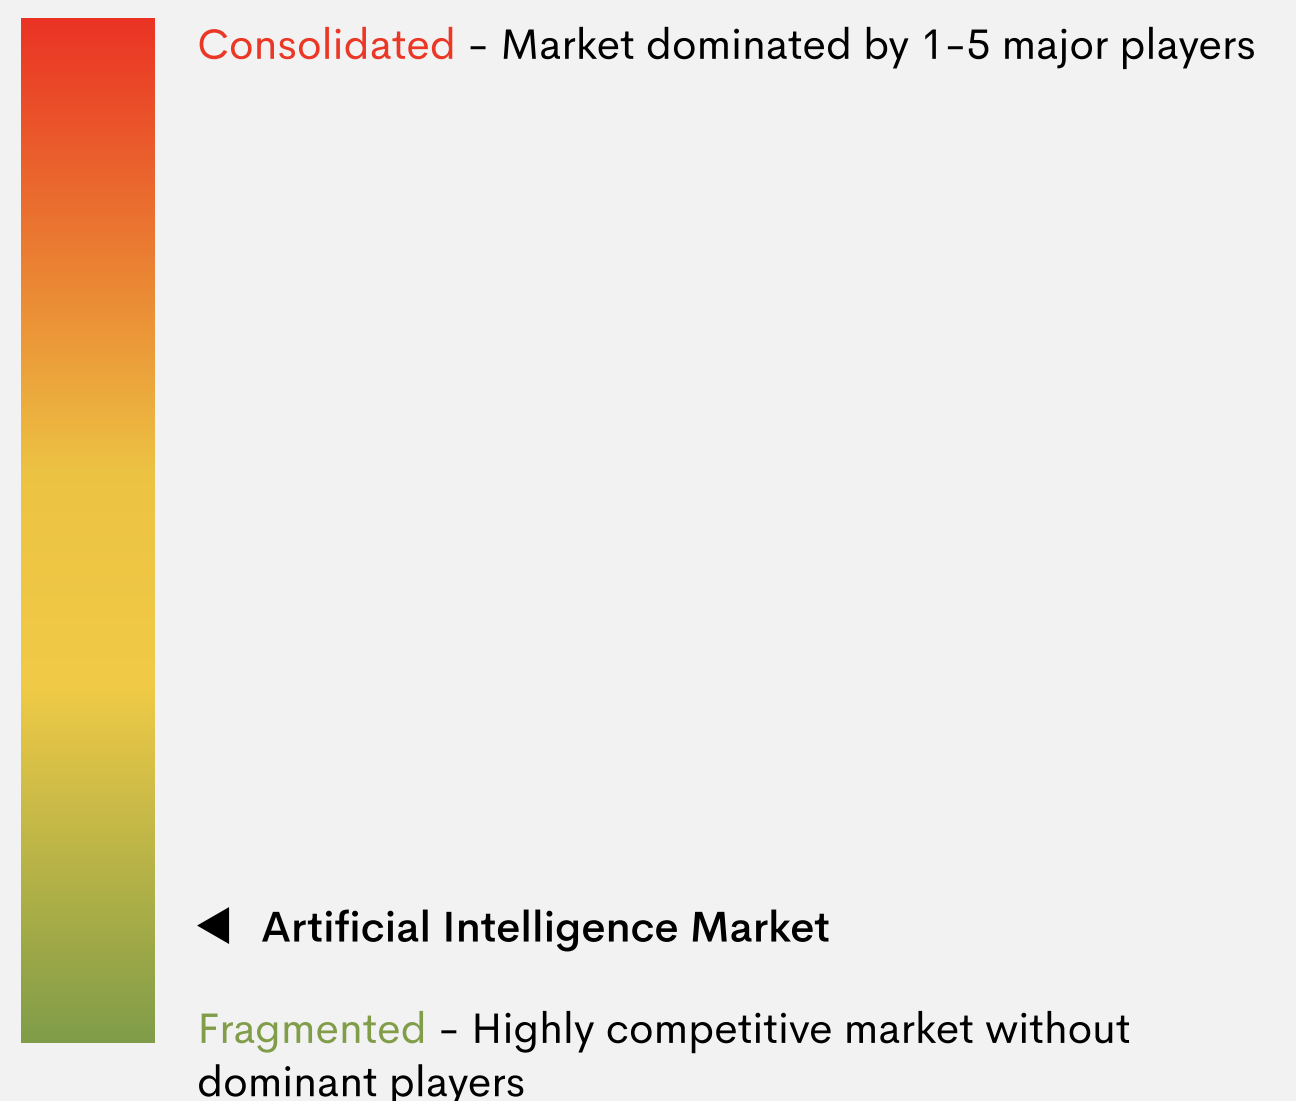 Consolidated - Market dominated by 1-5 major players
Artificial Intelligence Market
Fragmented - Highly competitive market without
dominant players